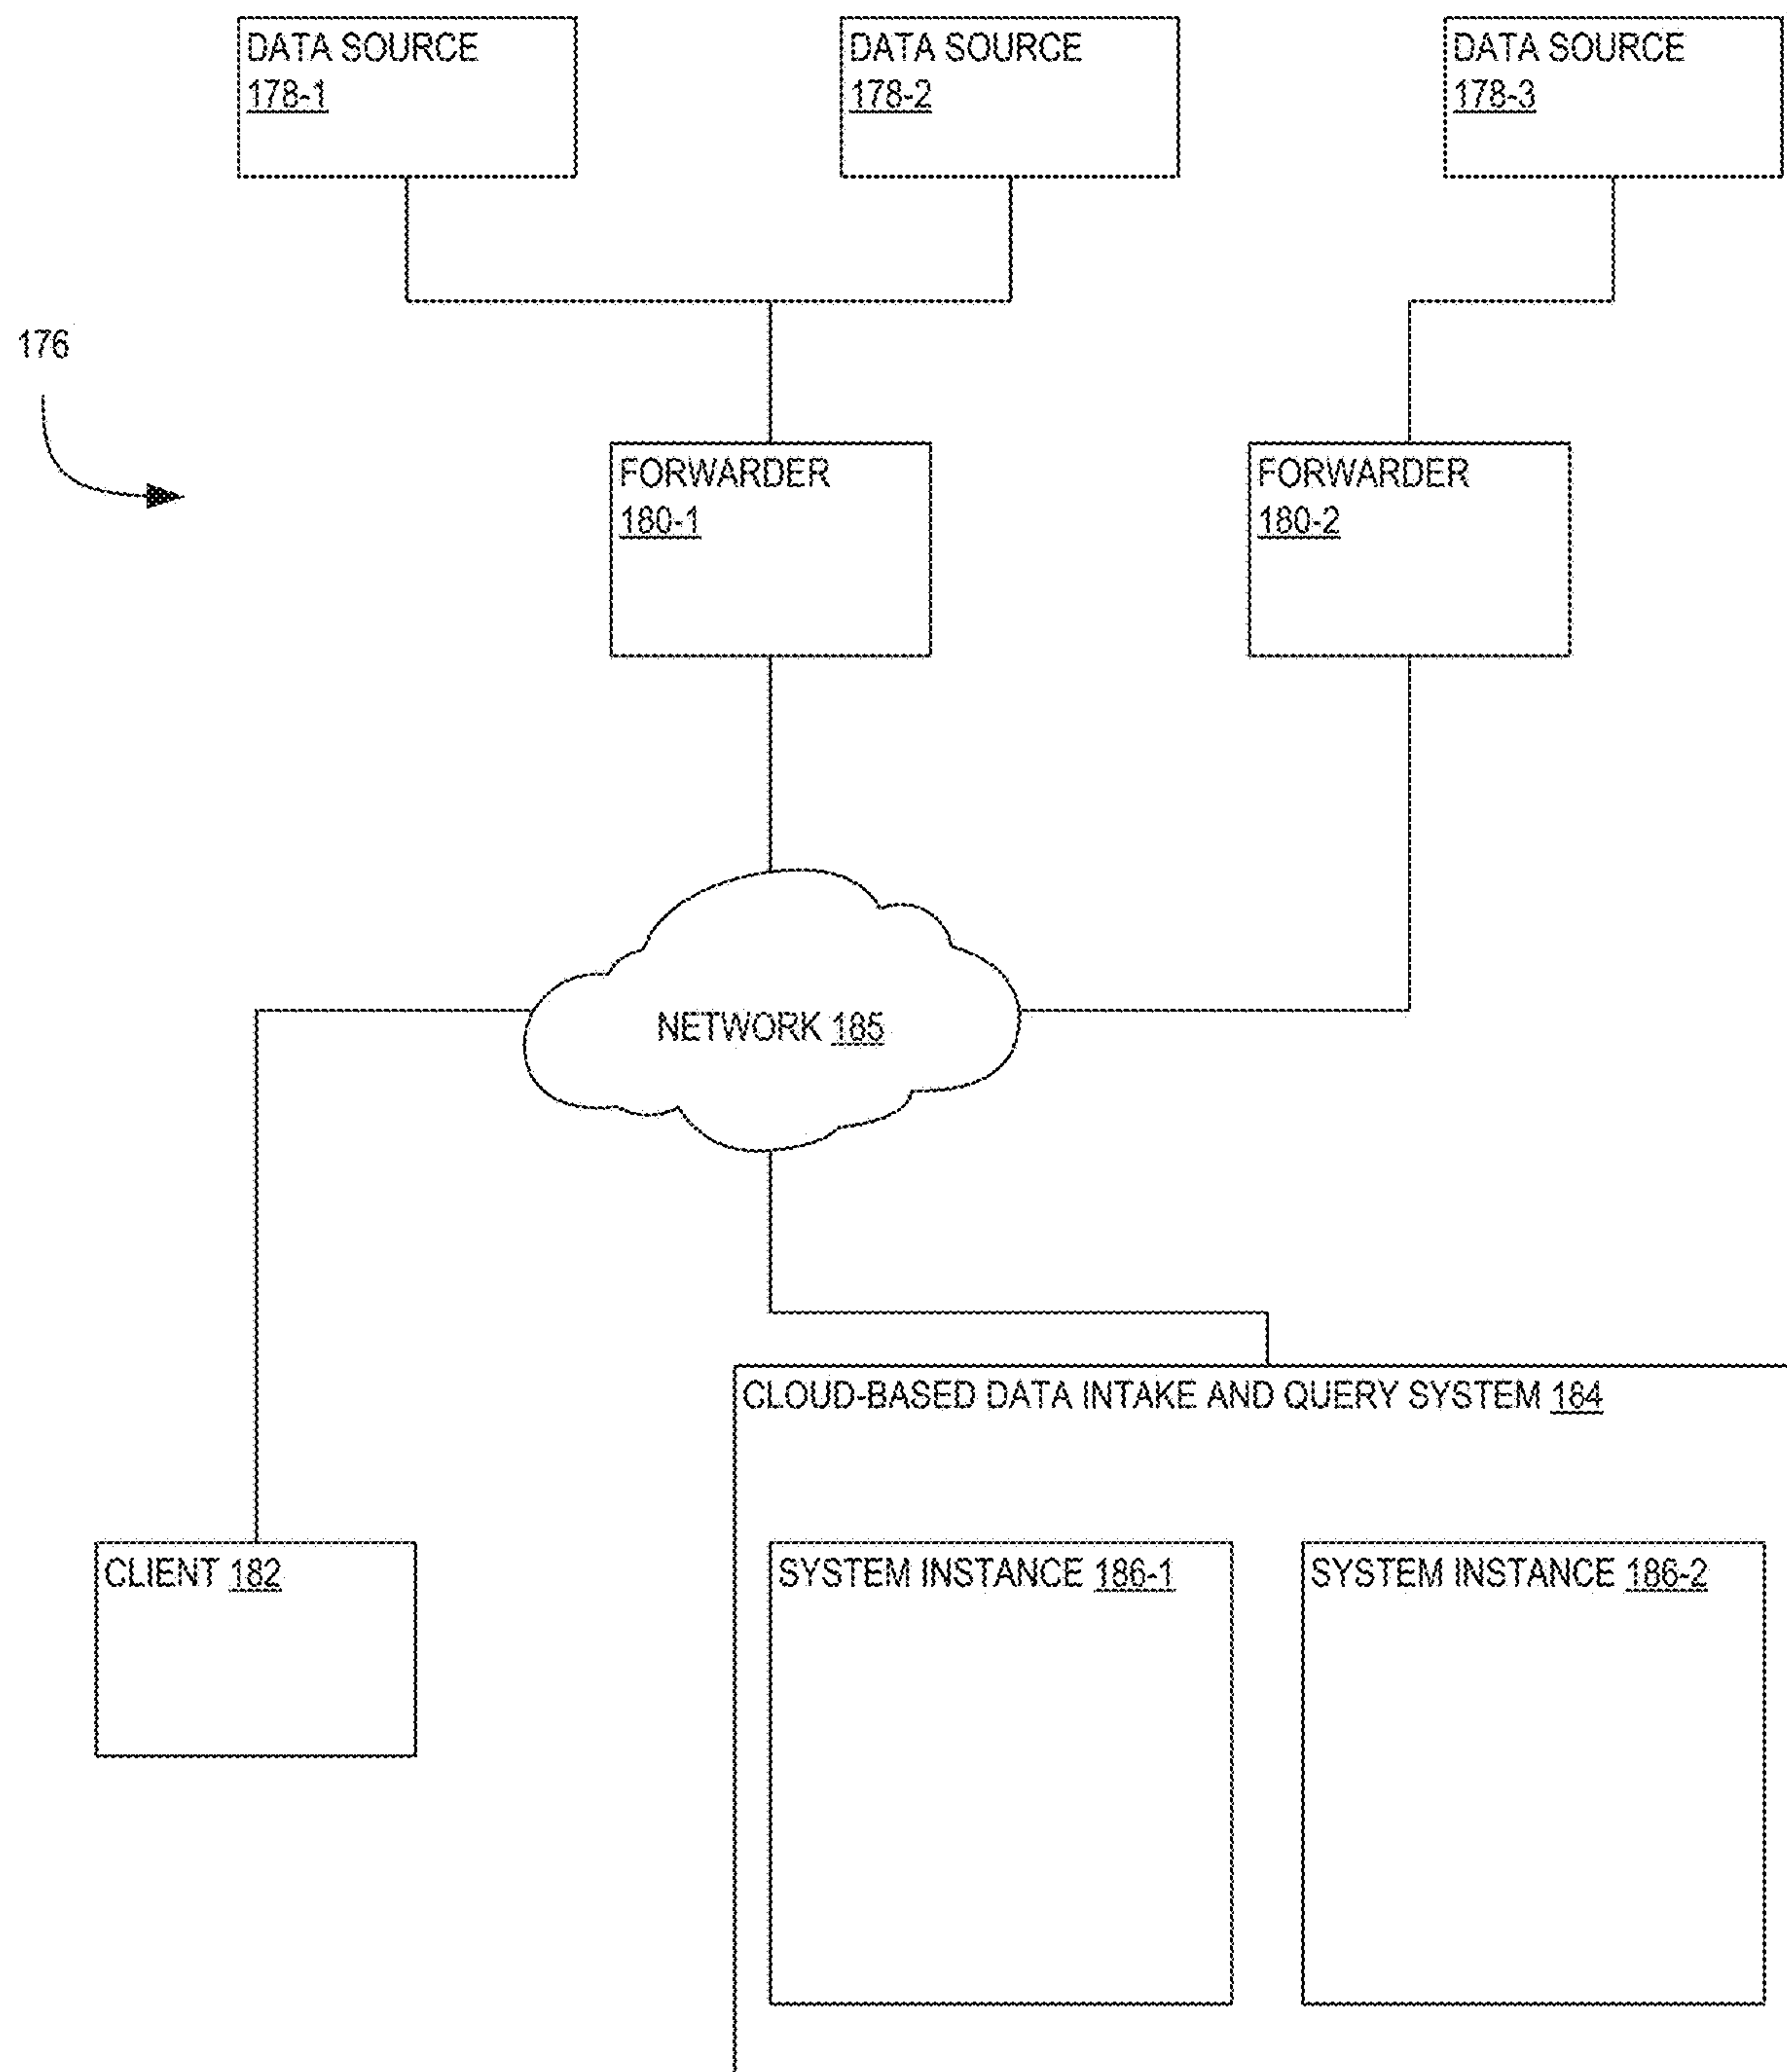 DATA SOURCE
178-1
DATA SOURCE
178-2
DATA SOURCE
178-3
176
FORWARDER
180-1
FORWARDER
180-2
NETWORK 185
CLOUD-BASED DATA INTAKE AND QUERY SYSTEM 184
CLIENT 182
SYSTEM INSTANCE 186-1
SYSTEM INSTANCE 186-2